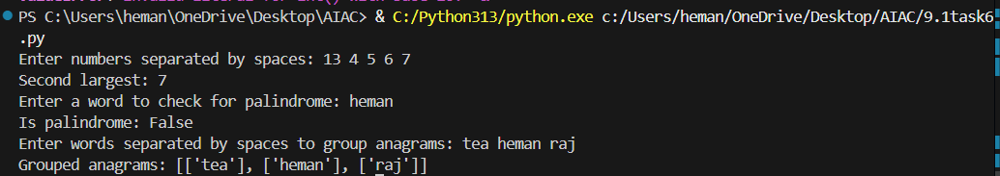 PS C:\Users\heman\OneDrive\Desktop\AIAC> & C:/Python313/python.exe c:/Users/heman/OneDrive/Desktop/AIAC/9.1task6
.py
Enter numbers separated by spaces: 13 4 5 6 7
Second largest: 7
Enter a word to check for palindrome: heman
Is palindrome: False
Enter words separated by spaces to group anagrams: tea heman raj
Grouped anagrams: [['tea'], ['heman'], ['raj']]